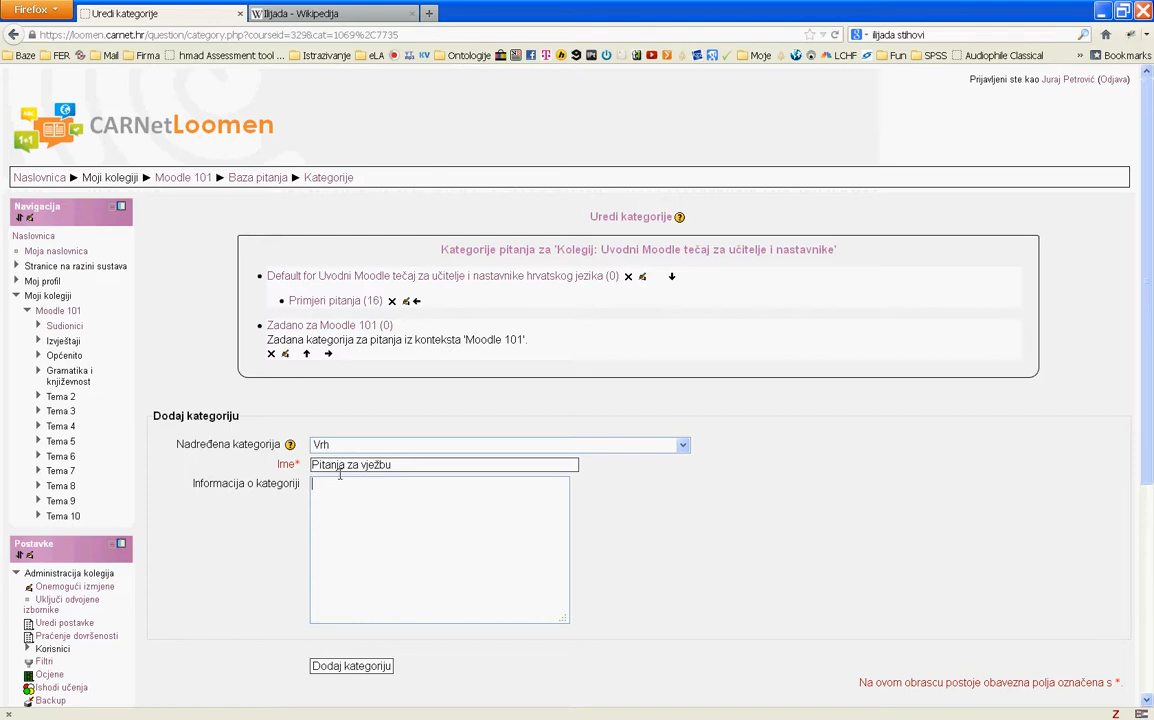 Firefox
Uredi kategorije
Ilijada - Wikipedija
https://loomen.carnet.hr/question/category.php?courseid=329&cat=1069%2C7735
ilijada stihovi
Baze
FER
Mail
Firma
hmad Assessment tool ...
Istrazivanje
eLA
Ontologije
Moje
LCHF
Fun
SPSS
Audiophile Classical
Bookmarks
Prijavljeni ste kao Juraj Petrović (Odjava)
CARNetLoomen
Naslovnica ► Moji kolegiji ► Moodle 101 ► Baza pitanja ► Kategorije
Navigacija
Naslovnica
Moja naslovnica
Stranice na razini sustava
Moj profil
Moji kolegiji
Moodle 101
Sudionici
Izvještaji
Općenito
Gramatika i
književnost
Tema 2
Tema 3
Tema 4
Tema 5
Tema 6
Tema 7
Tema 8
Tema 9
Tema 10
Postavke
Administracija kolegija
Onemogući izmjene
Uključi odvojene
izbornike
Uredi postavke
Praćenje dovršenosti
Korisnici
Filtri
Ocjene
Ishodi učenja
Backup
Uredi kategorije
Kategorije pitanja za 'Kolegij: Uvodni Moodle tečaj za učitelje i nastavnike'
Default for Uvodni Moodle tečaj za učitelje i nastavnike hrvatskog jezika (0)
Primjeri pitanja (16)
Zadano za Moodle 101 (0)
Zadana kategorija za pitanja iz konteksta 'Moodle 101'.
Dodaj kategoriju
Nadređena kategorija
Vrh
Ime*
Pitanja za vježbu
Informacija o kategoriji
Dodaj kategoriju
Na ovom obrascu postoje obavezna polja označena s *.